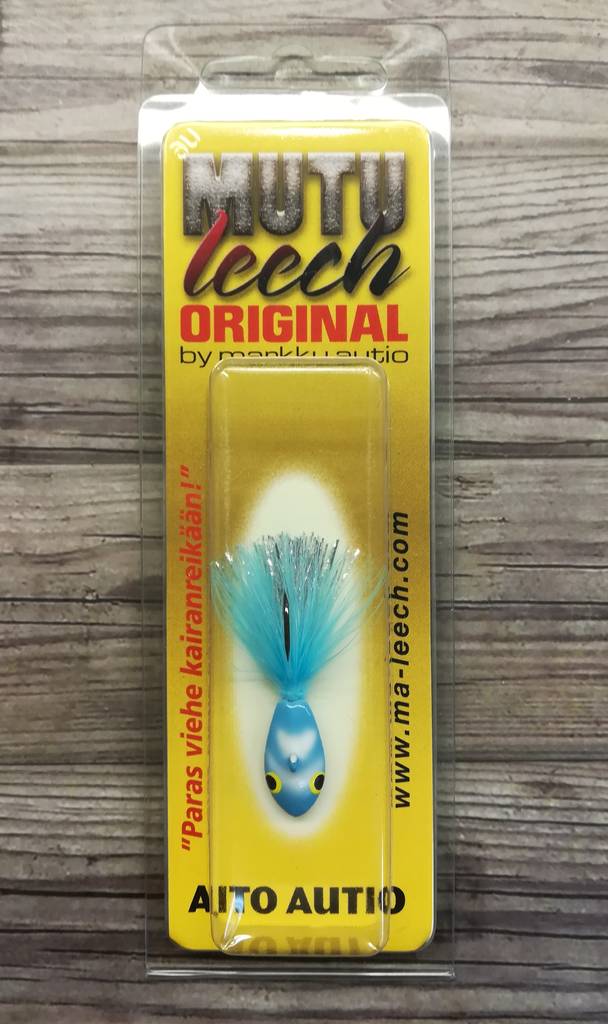 MUTU
leech
ORIGINAL
by markku autio
"Paras viehe kairanreikään!"
www.ma-leech.com
AITO AUTIO